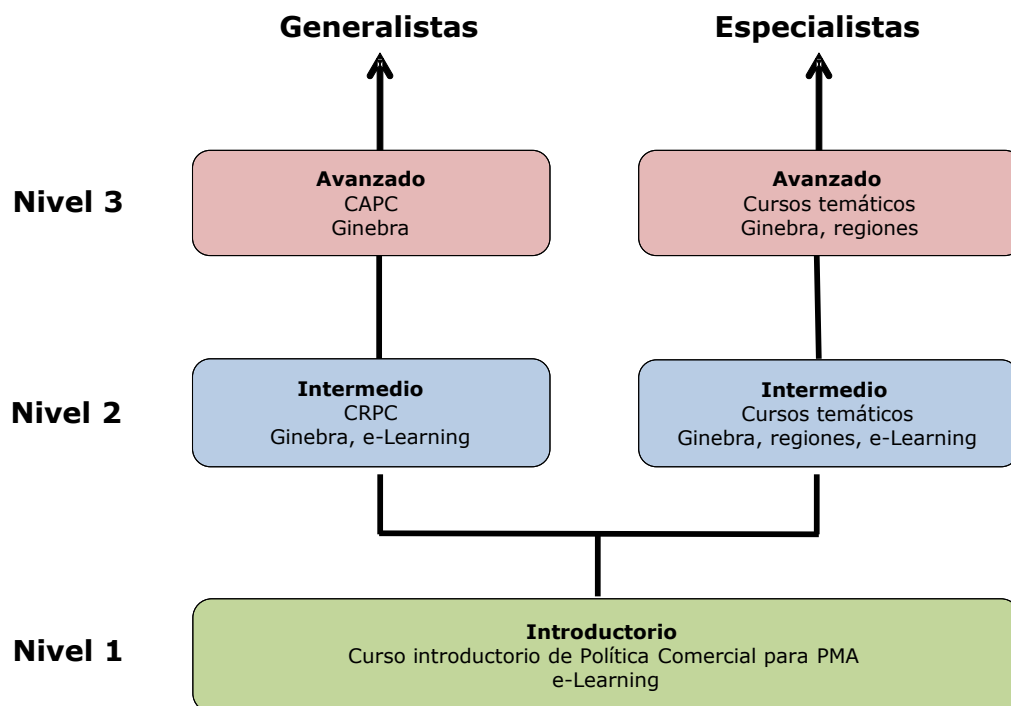 Generalistas
Especialistas
Nivel 3
Avanzado
CAPC
Ginebra
Avanzado
Cursos temáticos
Ginebra, regiones
Nivel 2
Intermedio
CRPC
Ginebra, e-Learning
Intermedio
Cursos temáticos
Ginebra, regiones, e-Learning
Nivel 1
Introductorio
Curso introductorio de Política Comercial para PMA
e-Learning